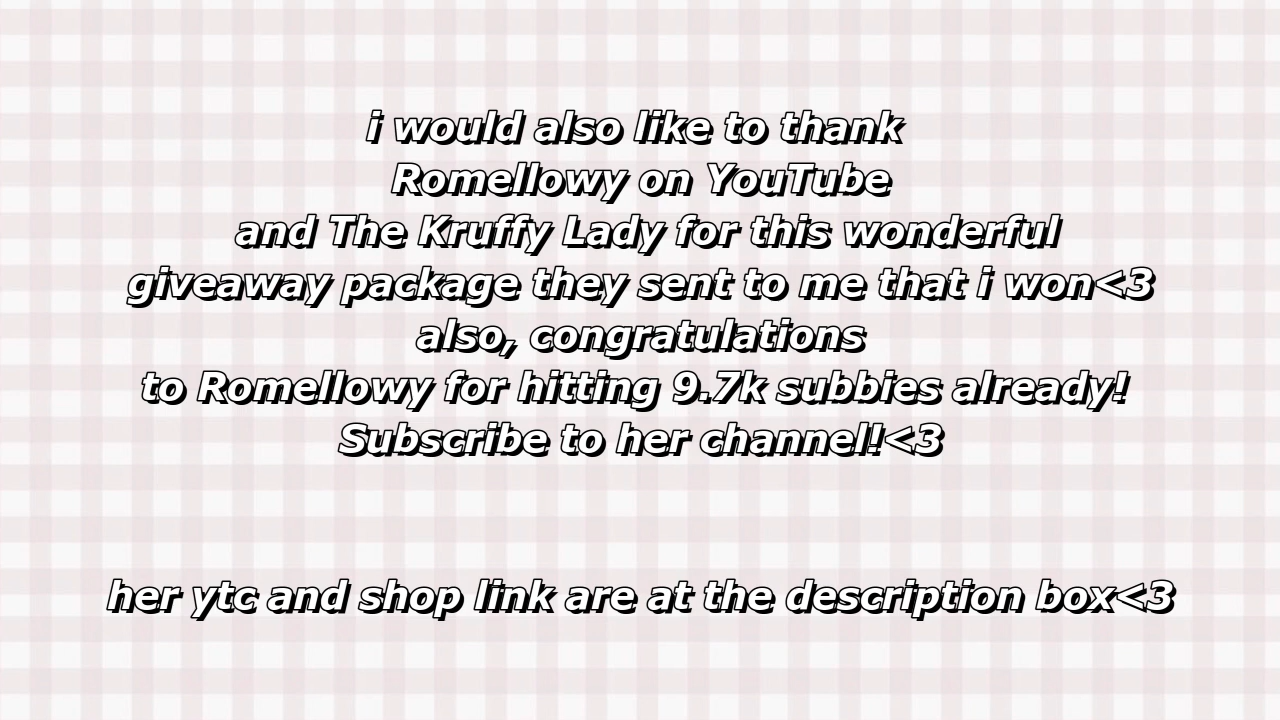 i would also like to thank
Romellowy on YouTube
and The Kruffy Lady for this wonderful
giveaway package they sent to me that i won<3
also, congratulations
to Romellowy for hitting 9.7k subbies already!
Subscribe to her channel!<3
her ytc and shop link are at the description box<3